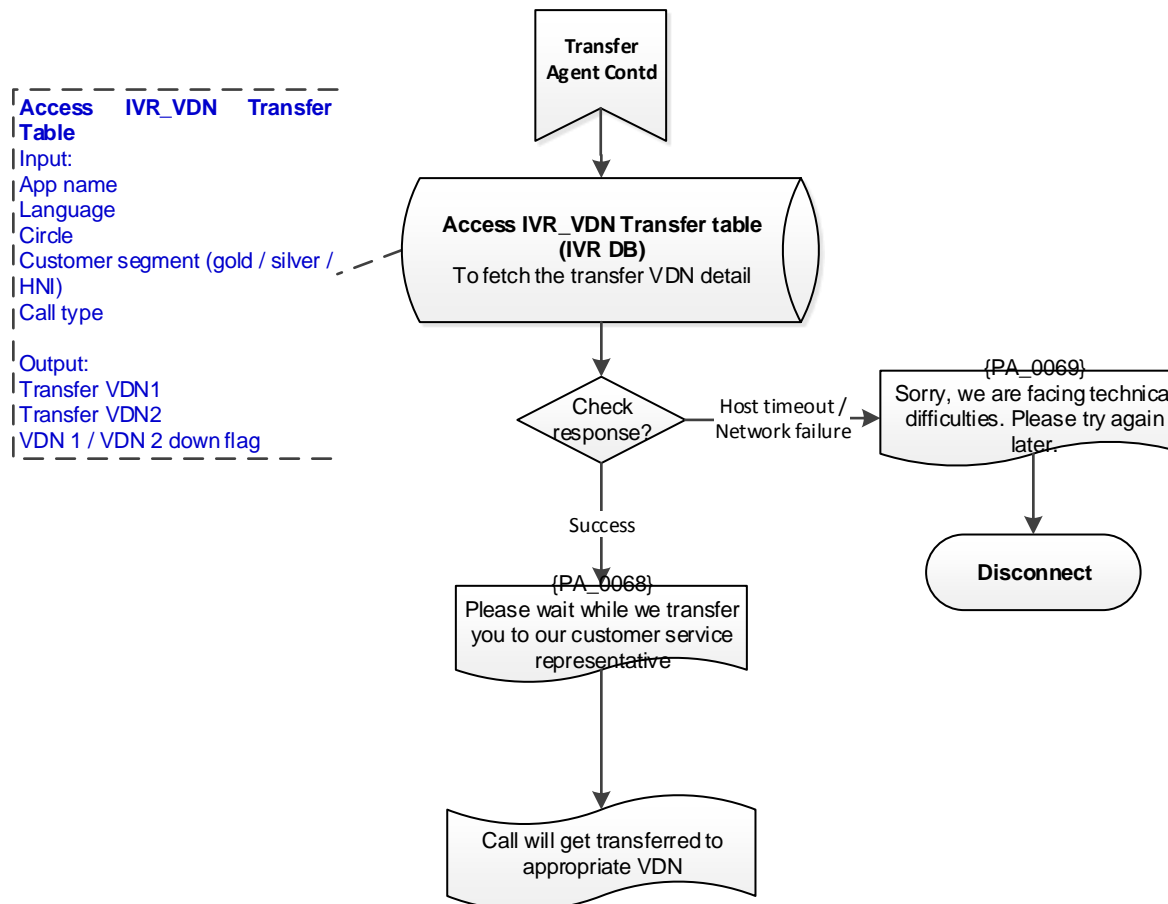 Transfer
Agent Contd
Access IVR_VDN Transfer
Table
Input:
App name
Language
Circle
Customer segment (gold / silver /
HNI)
Call type
Output:
Transfer VDN1
Transfer VDN2
VDN 1 / VDN 2 down flag
Access IVR_VDN Transfer table
(IVR DB)
To fetch the transfer VDN detail
Check
response?
Host timeout /
Network failure
{PA_0069}
Sorry, we are facing technica
difficulties. Please try again
later.
Disconnect
Success
{PA_0068}
Please wait while we transfer
you to our customer service
representative
Call will get transferred to
appropriate VDN